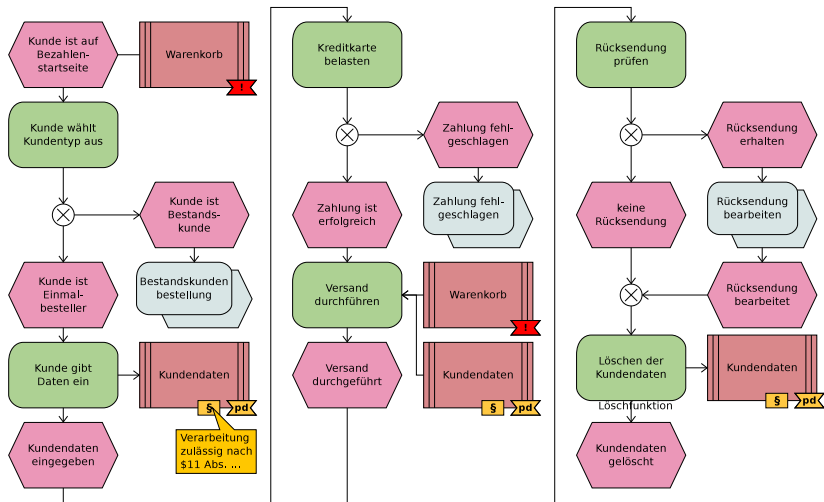 Kunde ist auf
Bezahlen-
startseite
Warenkorb
!
Kunde wählt
Kundentyp aus
Kunde ist
Bestands-
kunde
Bestandskunden
bestellung
Kunde ist
Einmal-
besteller
Kunde gibt
Daten ein
Kundendaten
§
pd
Verarbeitung
zulässig nach
$11 Abs. ...
Kundendaten
eingegeben
Kreditkarte
belasten
Zahlung fehl-
geschlagen
Zahlung fehl-
geschlagen
Zahlung ist
erfolgreich
Versand
durchführen
Warenkorb
!
Kundendaten
§
pd
Versand
durchgeführt
Rücksendung
prüfen
Rücksendung
erhalten
Rücksendung
bearbeiten
keine
Rücksendung
Rücksendung
bearbeitet
Löschen der
Kundendaten
Kundendaten
§
pd
Löschfunktion
Kundendaten
gelöscht